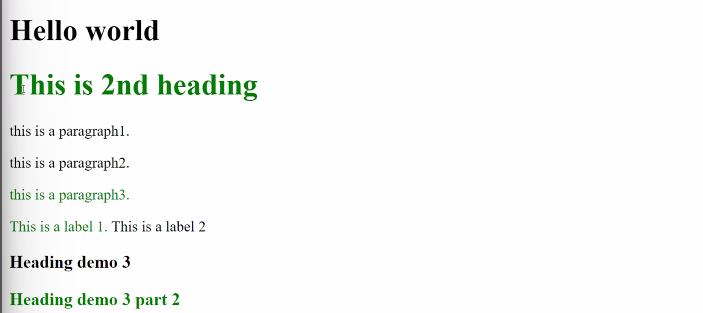 Hello world
This is 2nd heading
this is a paragraph1.
this is a paragraph2.
this is a paragraph3.
This is a label 1. This is a label 2
Heading demo 3
Heading demo 3 part 2